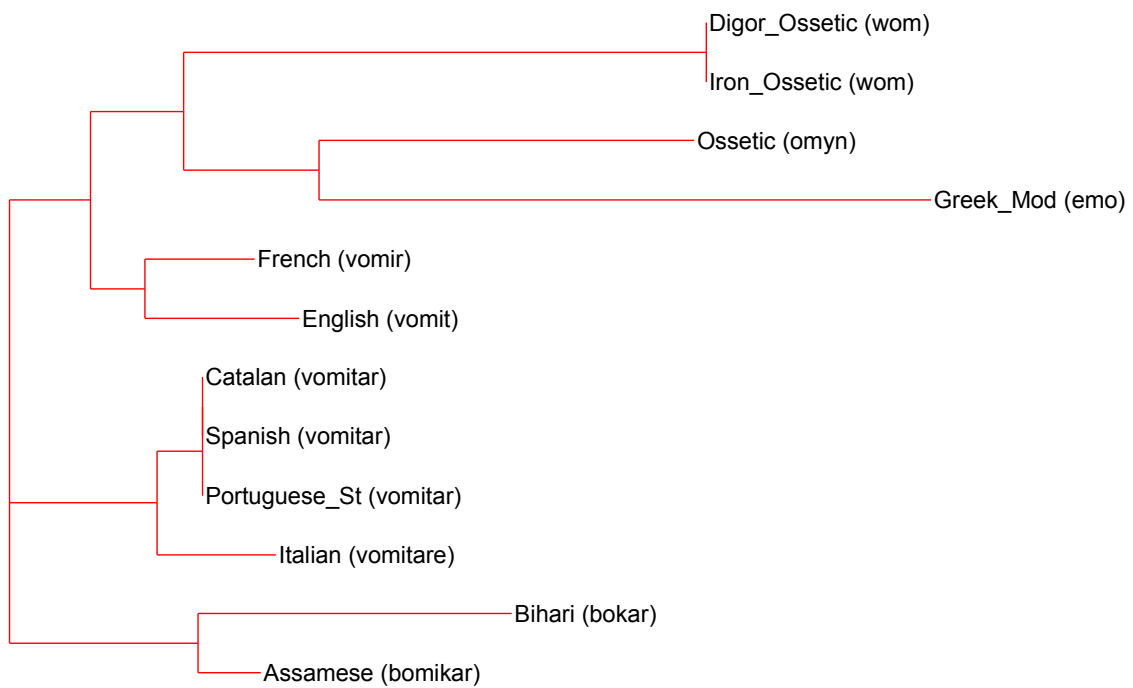 Digor_Ossetic (wom)
Iron_Ossetic (wom)
Ossetic (omyn)
Greek_Mod (emo)
French (vomir)
English (vomit)
Catalan (vomitar)
Spanish (vomitar)
Portuguese_St (vomitar)
Italian (vomitare)
Bihari (bokar)
Assamese (bomikar)